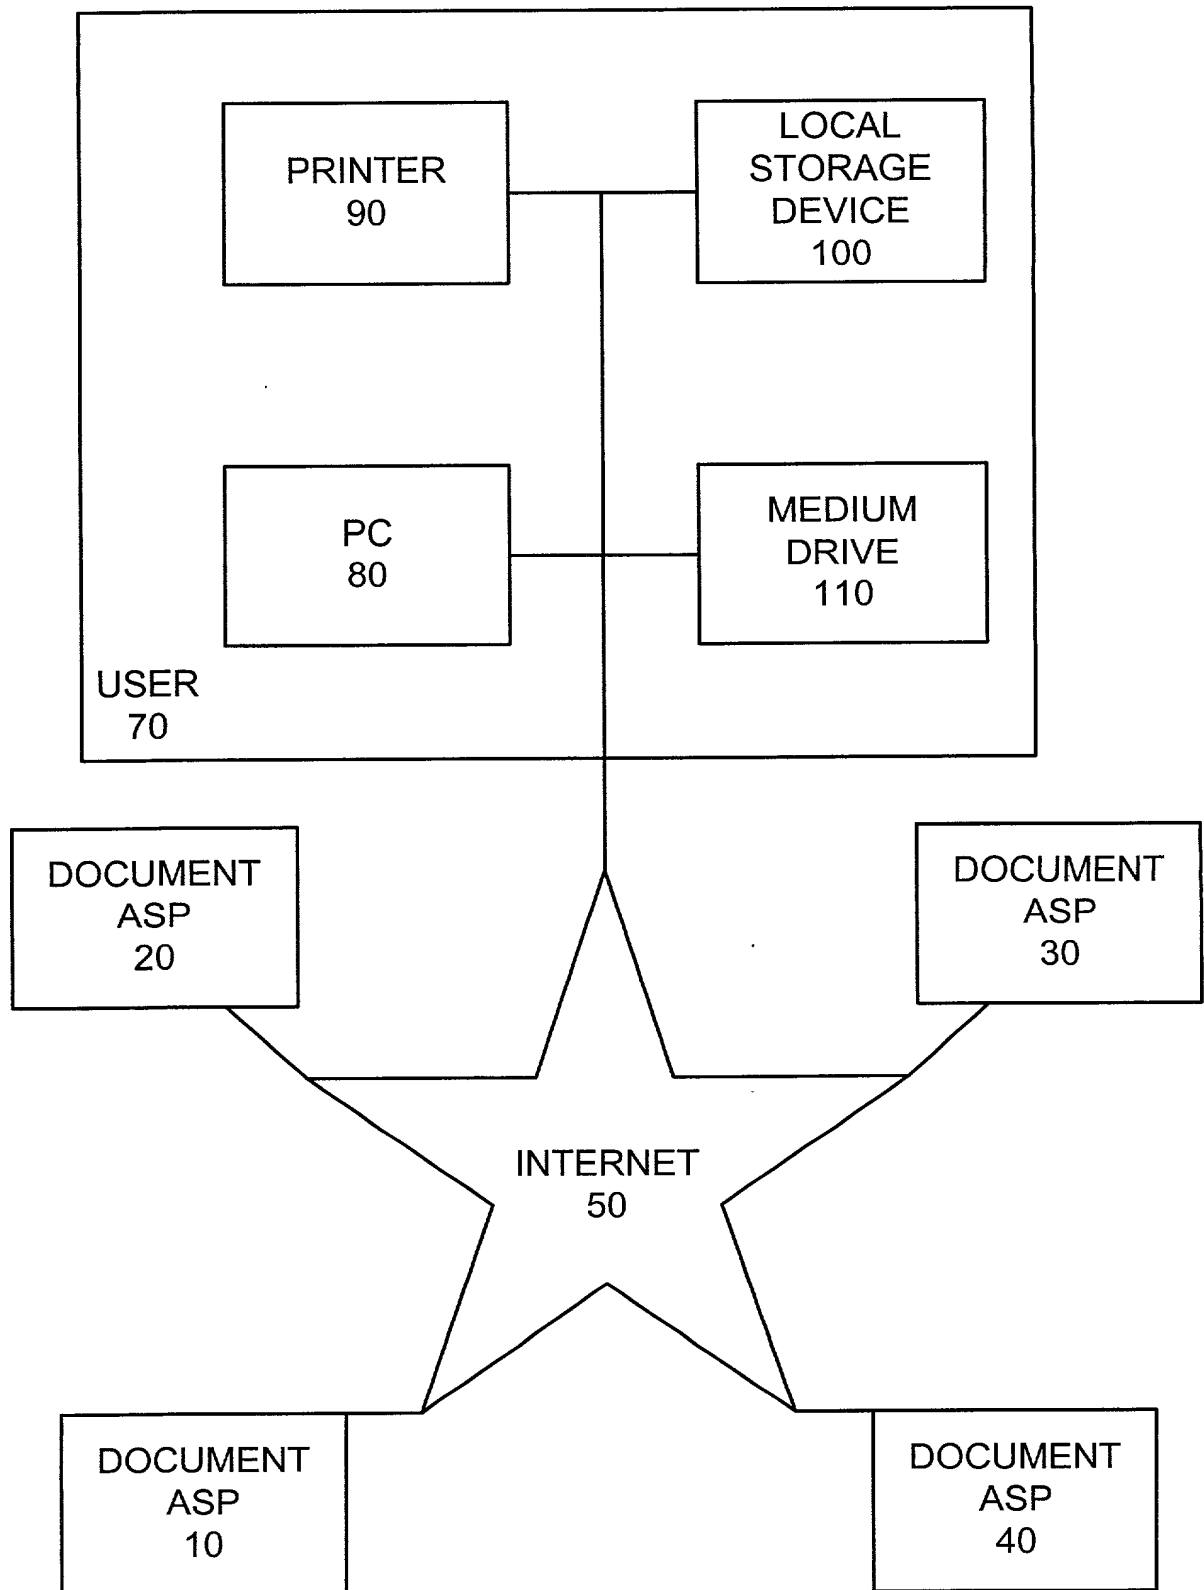 PRINTER
90
LOCAL
STORAGE
DEVICE
100
PC
80
MEDIUM
DRIVE
110
USER
70
DOCUMENT
ASP
20
DOCUMENT
ASP
30
INTERNET
50
DOCUMENT
ASP
10
DOCUMENT
ASP
40